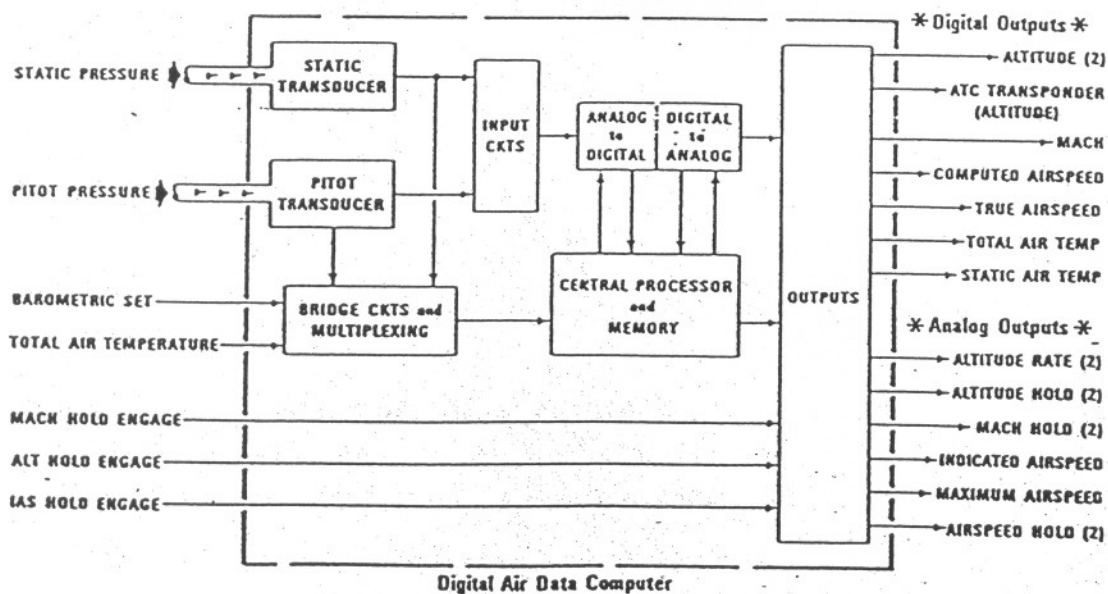 * Digital Outputs *
STATIC PRESSURE
STATIC
TRANSDUCER
INPUT
CKTS
ANALOG
to
DIGITAL
DIGITAL
to
ANALOG
ALTITUDE (2)
ATC TRANSPONDER
(ALTITUDE)
MACH
PITOT PRESSURE
PITOT
TRANSDUCER
COMPUTED AIRSPEED
TRUE AIRSPEED
TOTAL AIR TEMP
STATIC AIR TEMP
BAROMETRIC SET
TOTAL AIR TEMPERATURE
BRIDGE CKTS and
MULTIPLEXING
CENTRAL PROCESSOR
and
MEMORY
OUTPUTS
* Analog Outputs *
ALTITUDE RATE (2)
ALTITUDE HOLD (2)
MACH HOLD (2)
INDICATED AIRSPEED
MAXIMUM AIRSPEED
AIRSPEED HOLD (2)
MACH HOLD ENGAGE
ALT HOLD ENGAGE
IAS HOLD ENGAGE
Digital Air Data Computer